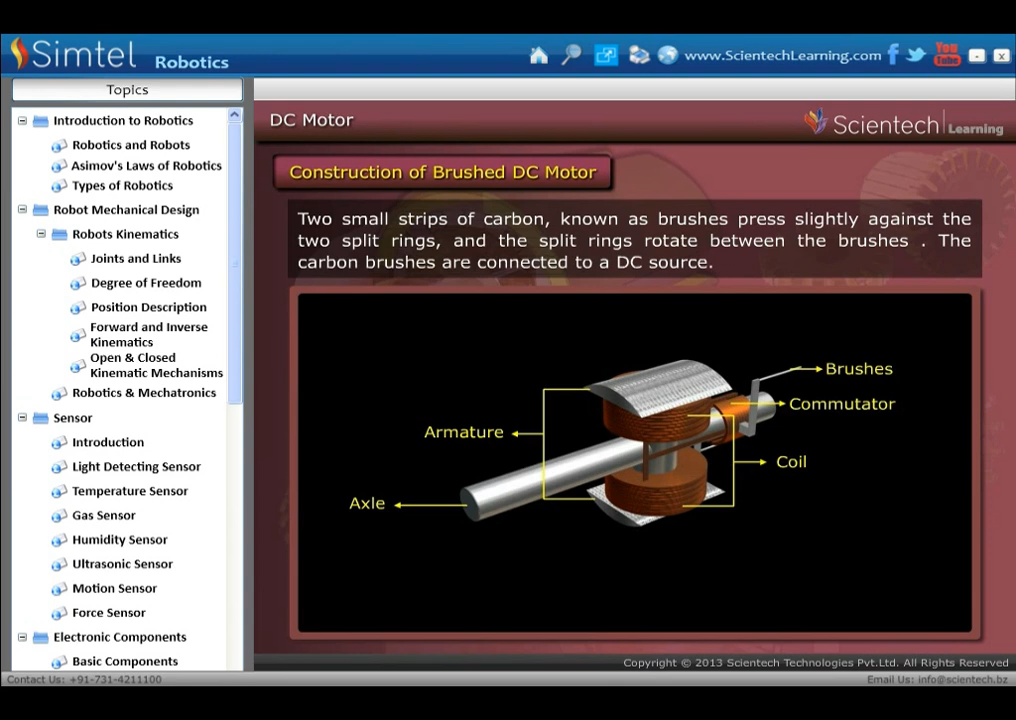 Simtel Robotics
www.ScientechLearning.com
You
Tube
Topics
Introduction to Robotics
Robotics and Robots
Asimov's Laws of Robotics
Types of Robotics
Robot Mechanical Design
Robots Kinematics
Joints and Links
Degree of Freedom
Position Description
Forward and Inverse
Kinematics
Open & Closed
Kinematic Mechanisms
Robotics & Mechatronics
Sensor
Introduction
Light Detecting Sensor
Temperature Sensor
Gas Sensor
Humidity Sensor
Ultrasonic Sensor
Motion Sensor
Force Sensor
Electronic Components
Basic Components
DC Motor
Scientech Learning
Construction of Brushed DC Motor
Two small strips of carbon, known as brushes press slightly against the
two split rings, and the split rings rotate between the brushes . The
carbon brushes are connected to a DC source.
Brushes
Commutator
Armature
Coil
Axle
Copyright © 2013 Scientech Technologies Pvt.Ltd. All Rights Reserved
Contact Us: +91-731-4211100
Email Us: info@scientech.bz